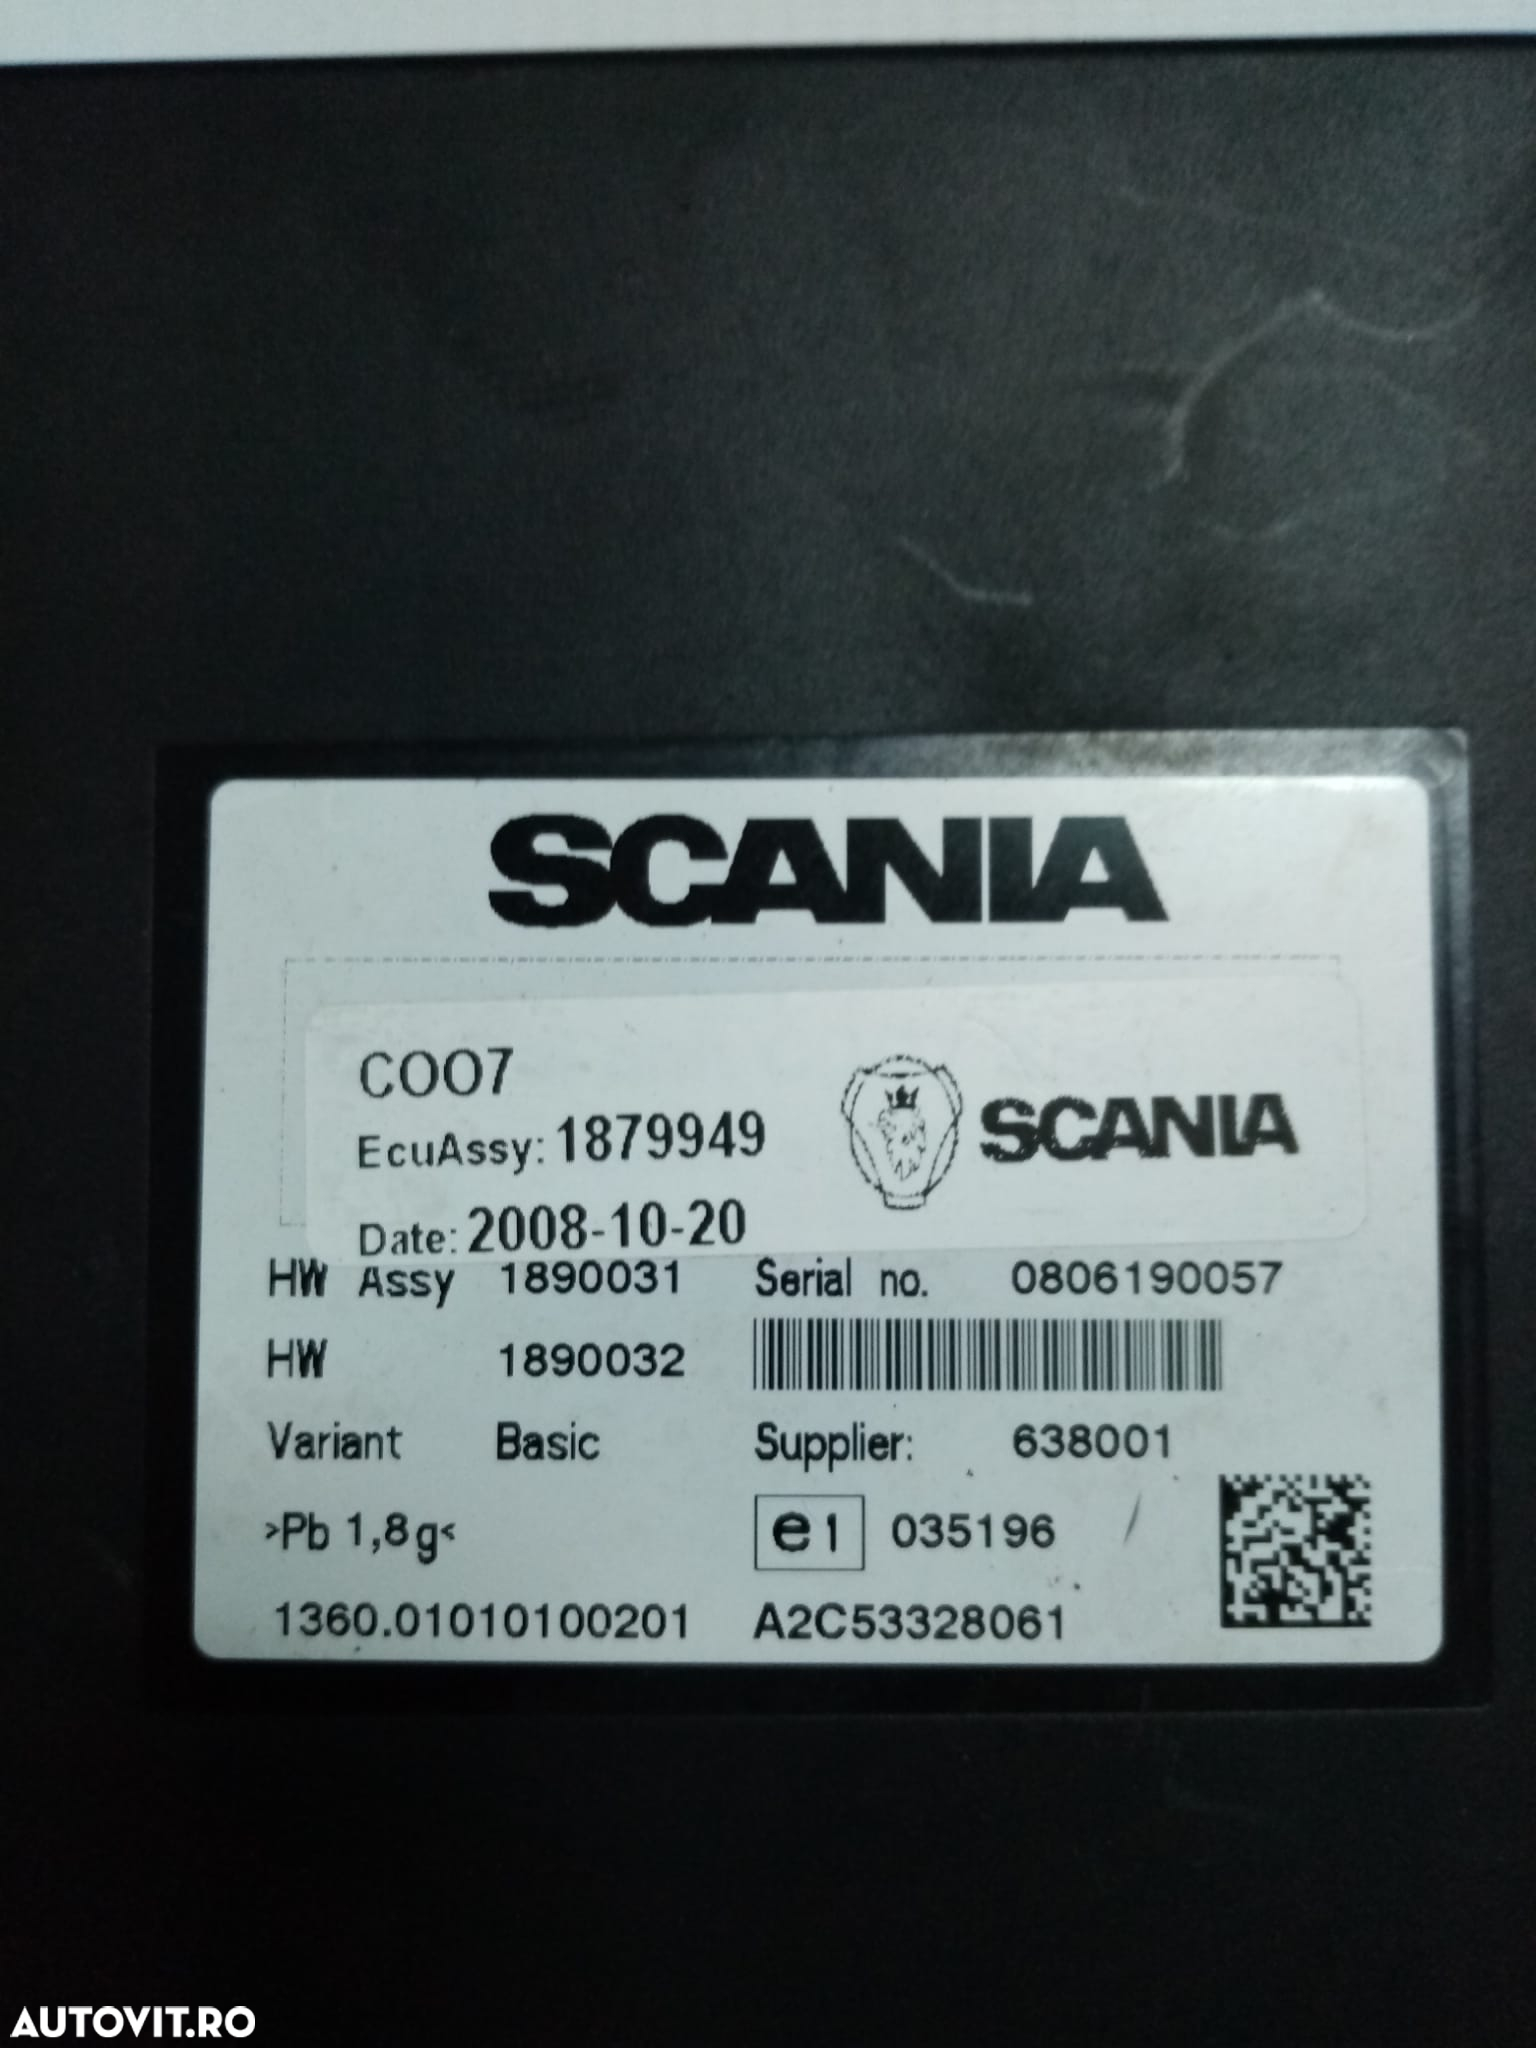 SCANIA
COO7
EcuAssy: 1879949
SCANIA
Date: 2008-10-20
HW Assy 1890031 Serial no. 0806190057
HW 1890032
Variant Basic Supplier: 638001
>Pb 1,8g< e1 035196
1360.01010100201 A2C53328061
AUTOVIT.RO